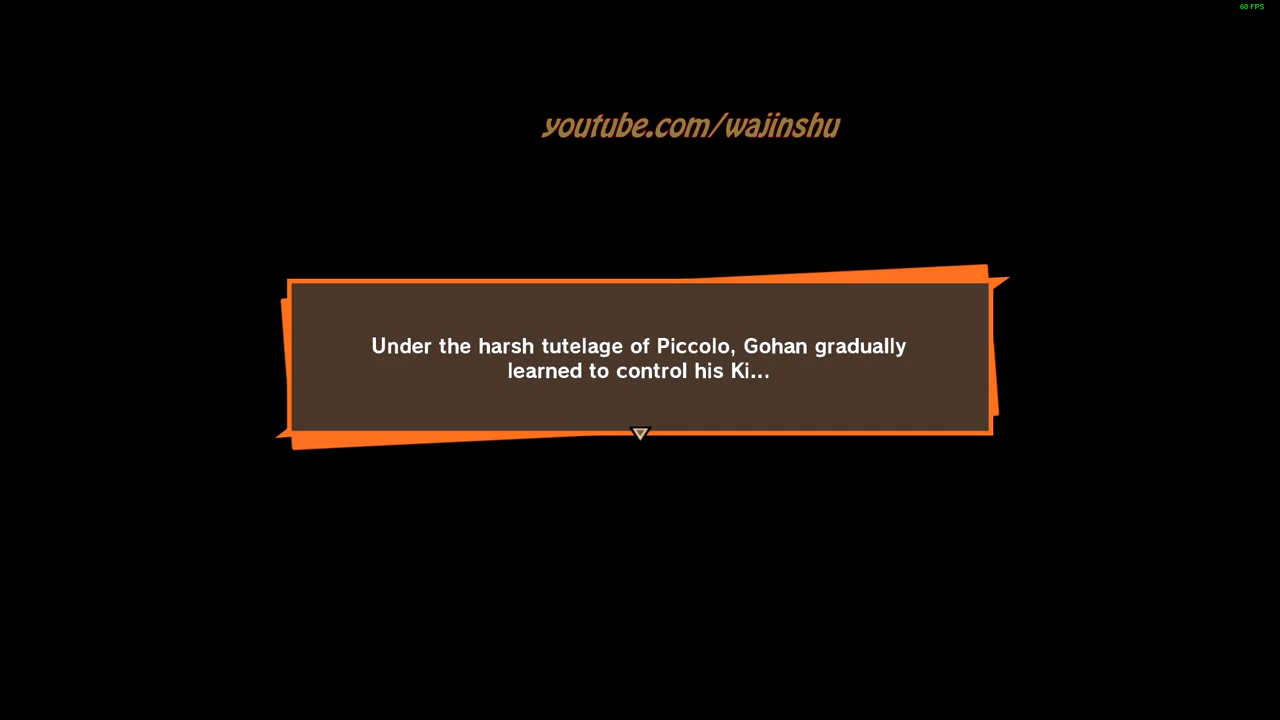 60 FPS
youtube.com/wajinshu
Under the harsh tutelage of Piccolo, Gohan gradually
learned to control his Ki...